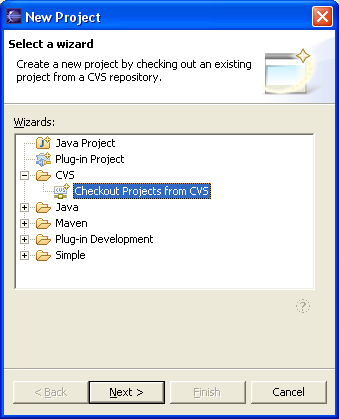 New Project
Select a wizard
Create a new project by checking out an existing
project from a CVS repository.
Wizards:
Java Project
Plug-in Project
CVS
Checkout Projects from CVS
Java
Maven
Plug-in Development
Simple
?
< Back
Next >
Finish
Cancel